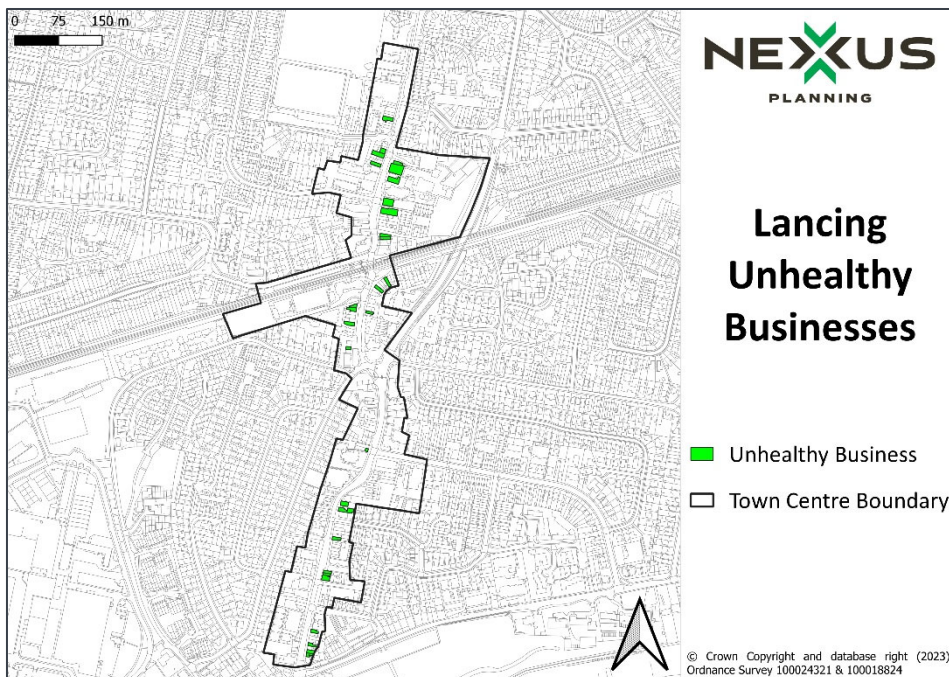 0 75 150 m
NEXUS
PLANNING
Lancing
Unhealthy
Businesses
Unhealthy Business
Town Centre Boundary
© Crown Copyright and database right (2023)
Ordnance Survey 100024321 & 100018824